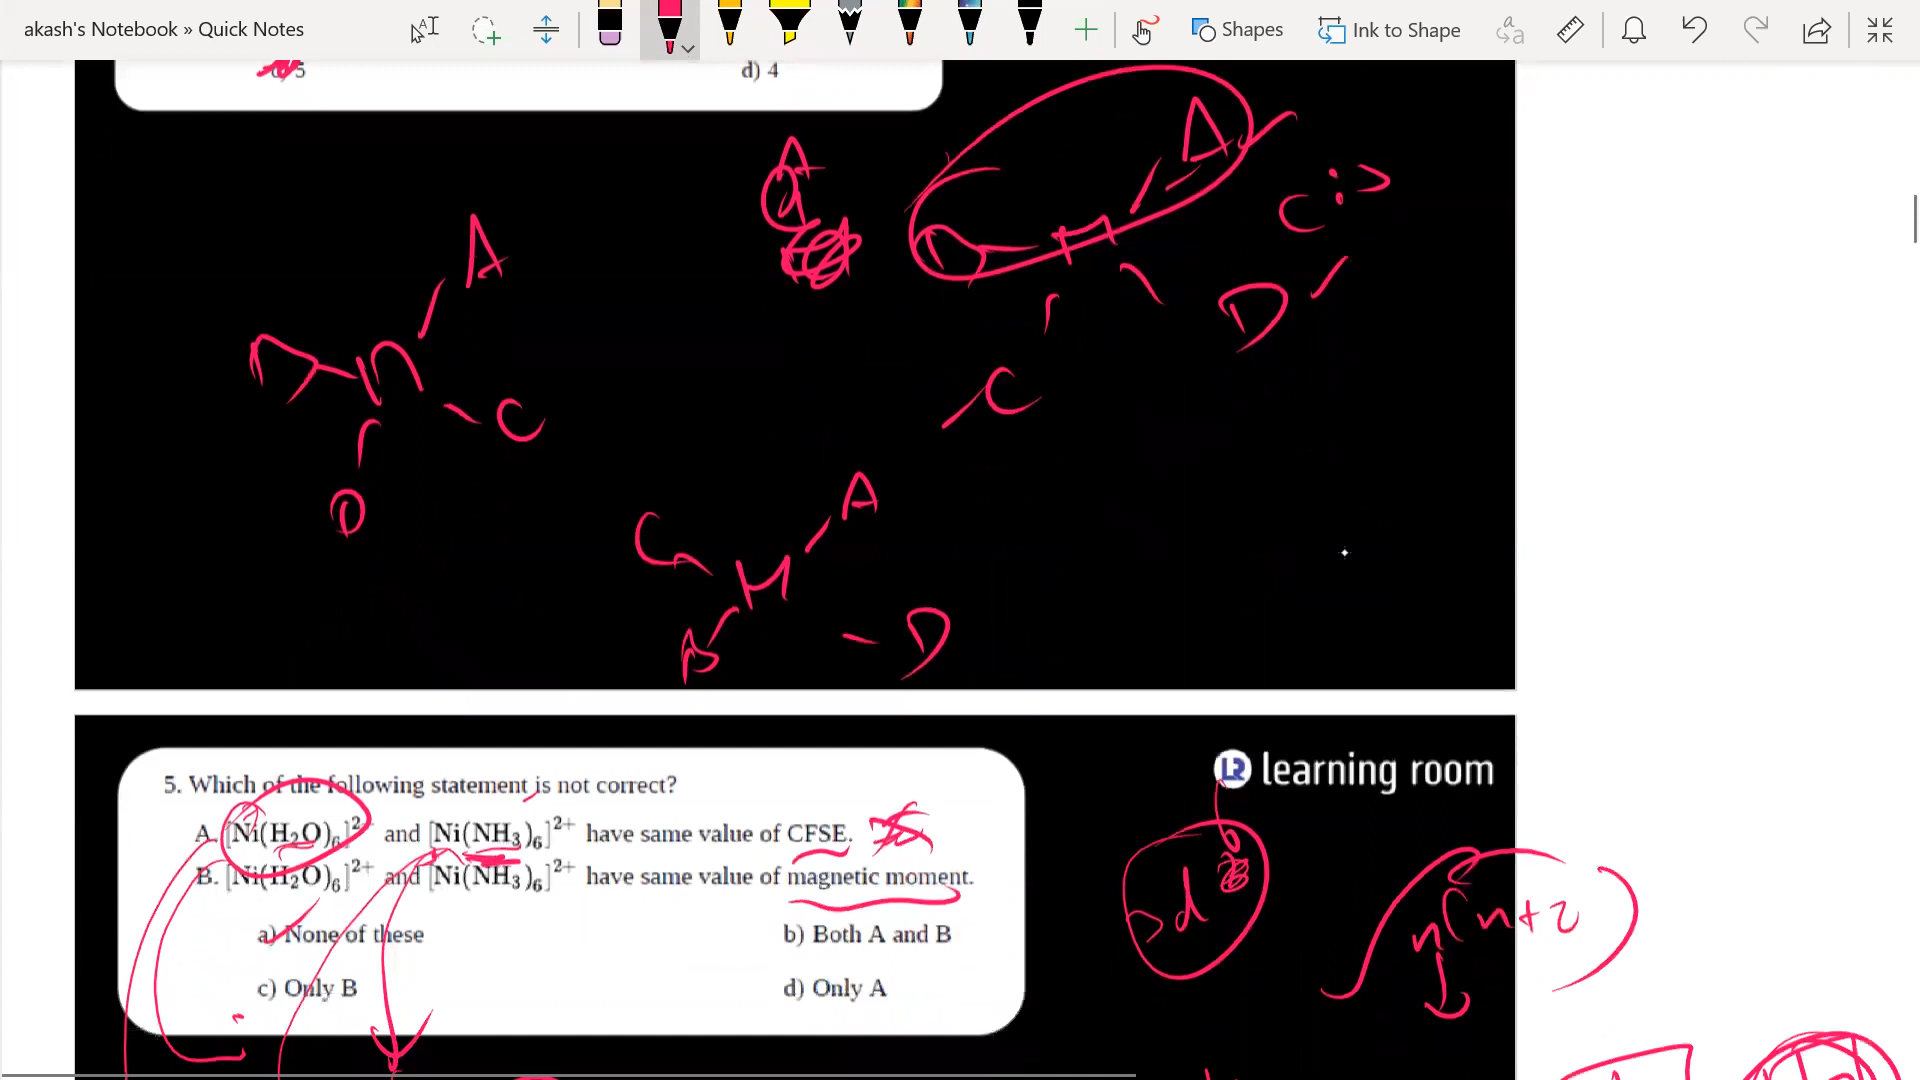 akash's Notebook » Quick Notes
Shapes
Ink to Shape
5
d) 4
A
A
A
D
C
D
C
C
A
M
D
learning room
5. Which of the following statement is not correct?
A. [Ni(H₂O)₆]²⁺ and [Ni(NH₃)₆]²⁺ have same value of CFSE.
B. [Ni(H₂O)₆]²⁺ and [Ni(NH₃)₆]²⁺ have same value of magnetic moment.
a) None of these
b) Both A and B
c) Only B
d) Only A
d
n(n+2